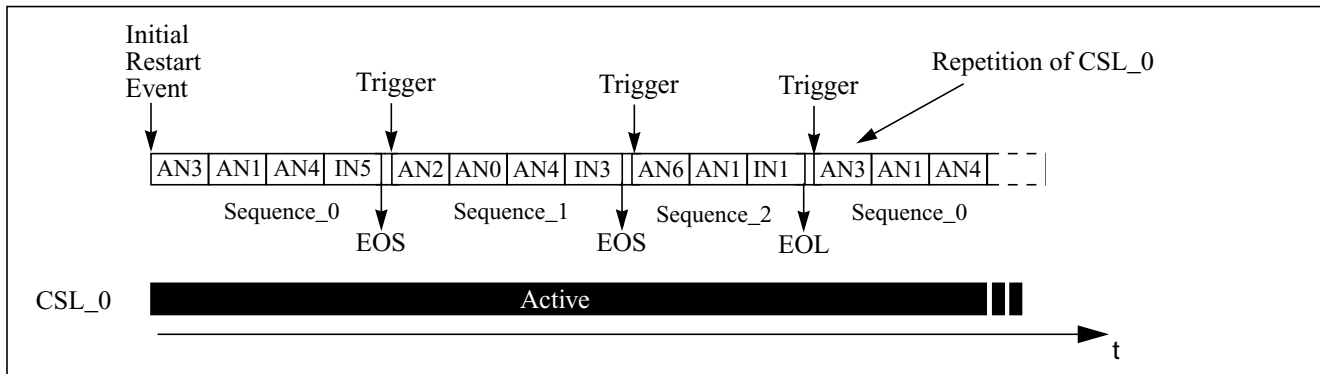 Initial
Restart
Event
Trigger
Trigger
Trigger
Repetition of CSL_0
AN3 AN1 AN4 IN5 AN2 AN0 AN4 IN3 AN6 AN1 IN1 AN3 AN1 AN4
Sequence_0 Sequence_1 Sequence_2 Sequence_0
EOS EOS EOL
CSL_0 Active
t